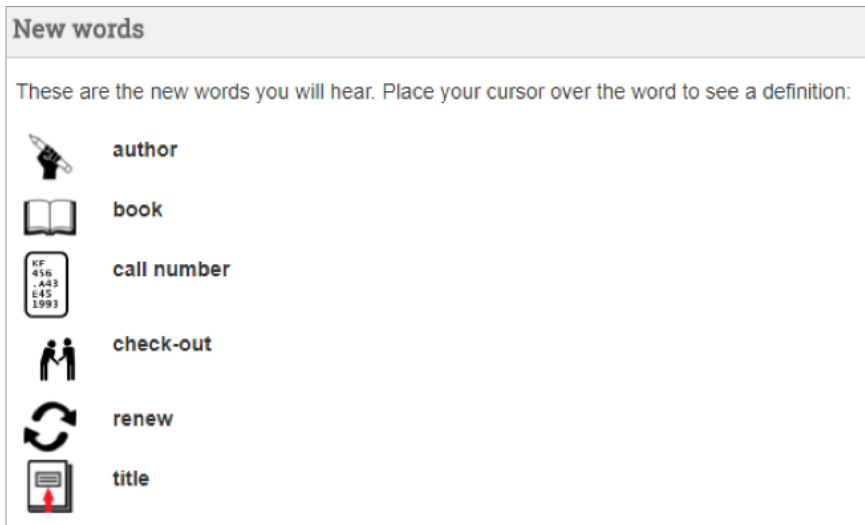 New words
These are the new words you will hear. Place your cursor over the word to see a definition:
author
book
KF
456
.A43
E45
1993
call number
check-out
renew
title